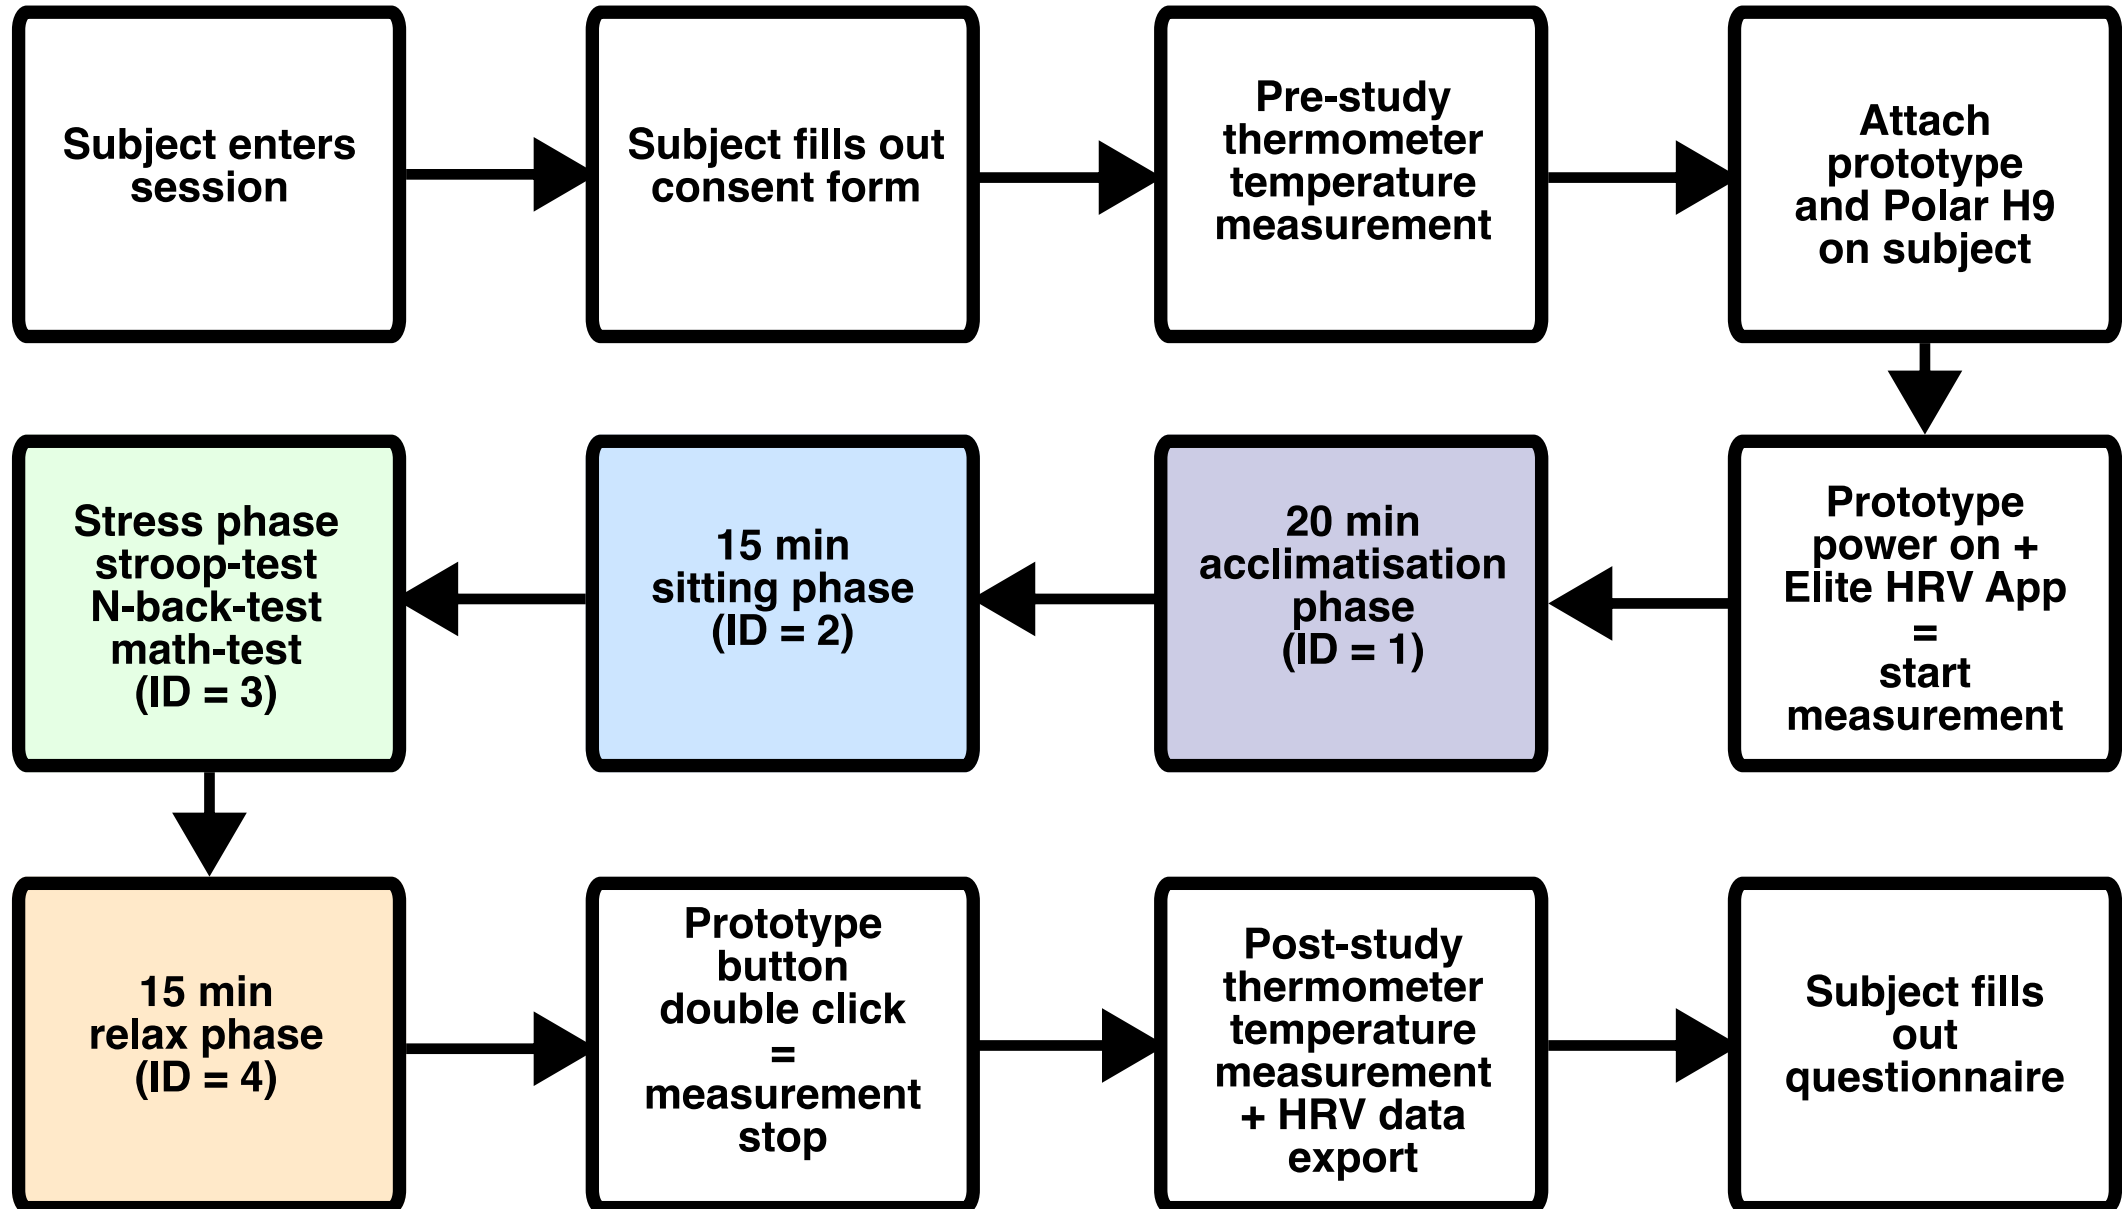 Subject enters
session
Subject fills out
consent form
Pre-study
thermometer
temperature
measurement
Attach
prototype
and Polar H9
on subject
Prototype
power on +
Elite HRV App
=
start
measurement
20 min
acclimatisation
phase
(ID = 1)
15 min
sitting phase
(ID = 2)
Stress phase
stroop-test
N-back-test
math-test
(ID = 3)
15 min
relax phase
(ID = 4)
Prototype
button
double click
=
measurement
stop
Post-study
thermometer
temperature
measurement
+ HRV data
export
Subject fills
out
questionnaire